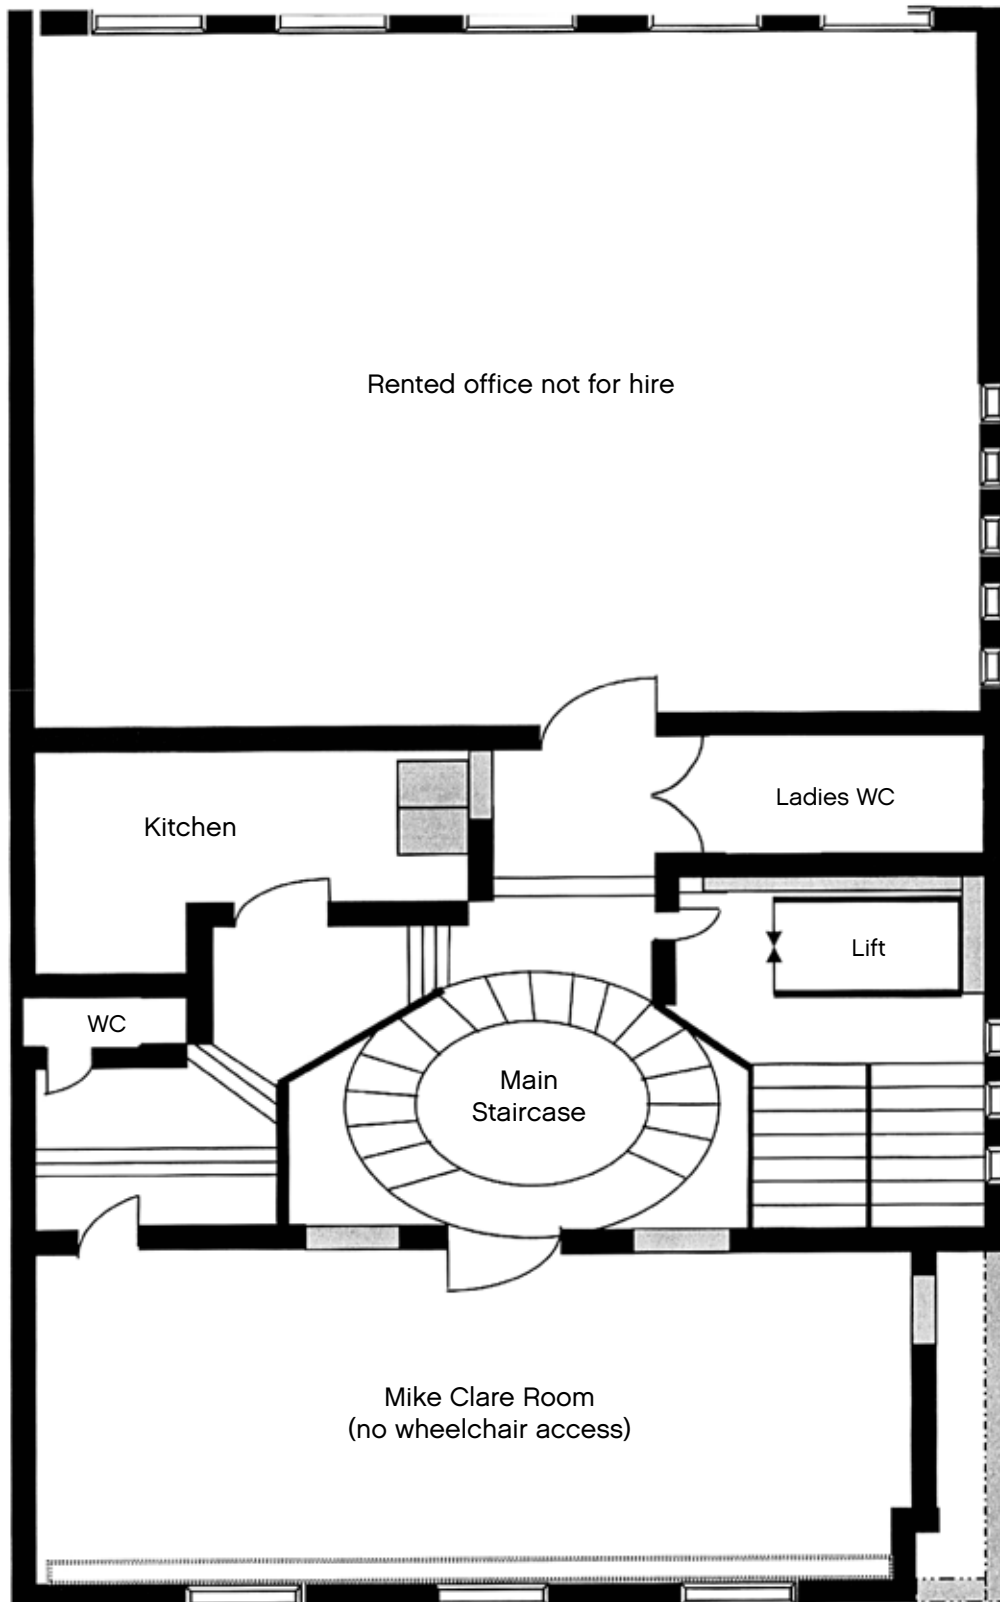 Rented office not for hire
Ladies WC
Kitchen
Lift
WC
Main
Staircase
Mike Clare Room
(no wheelchair access)